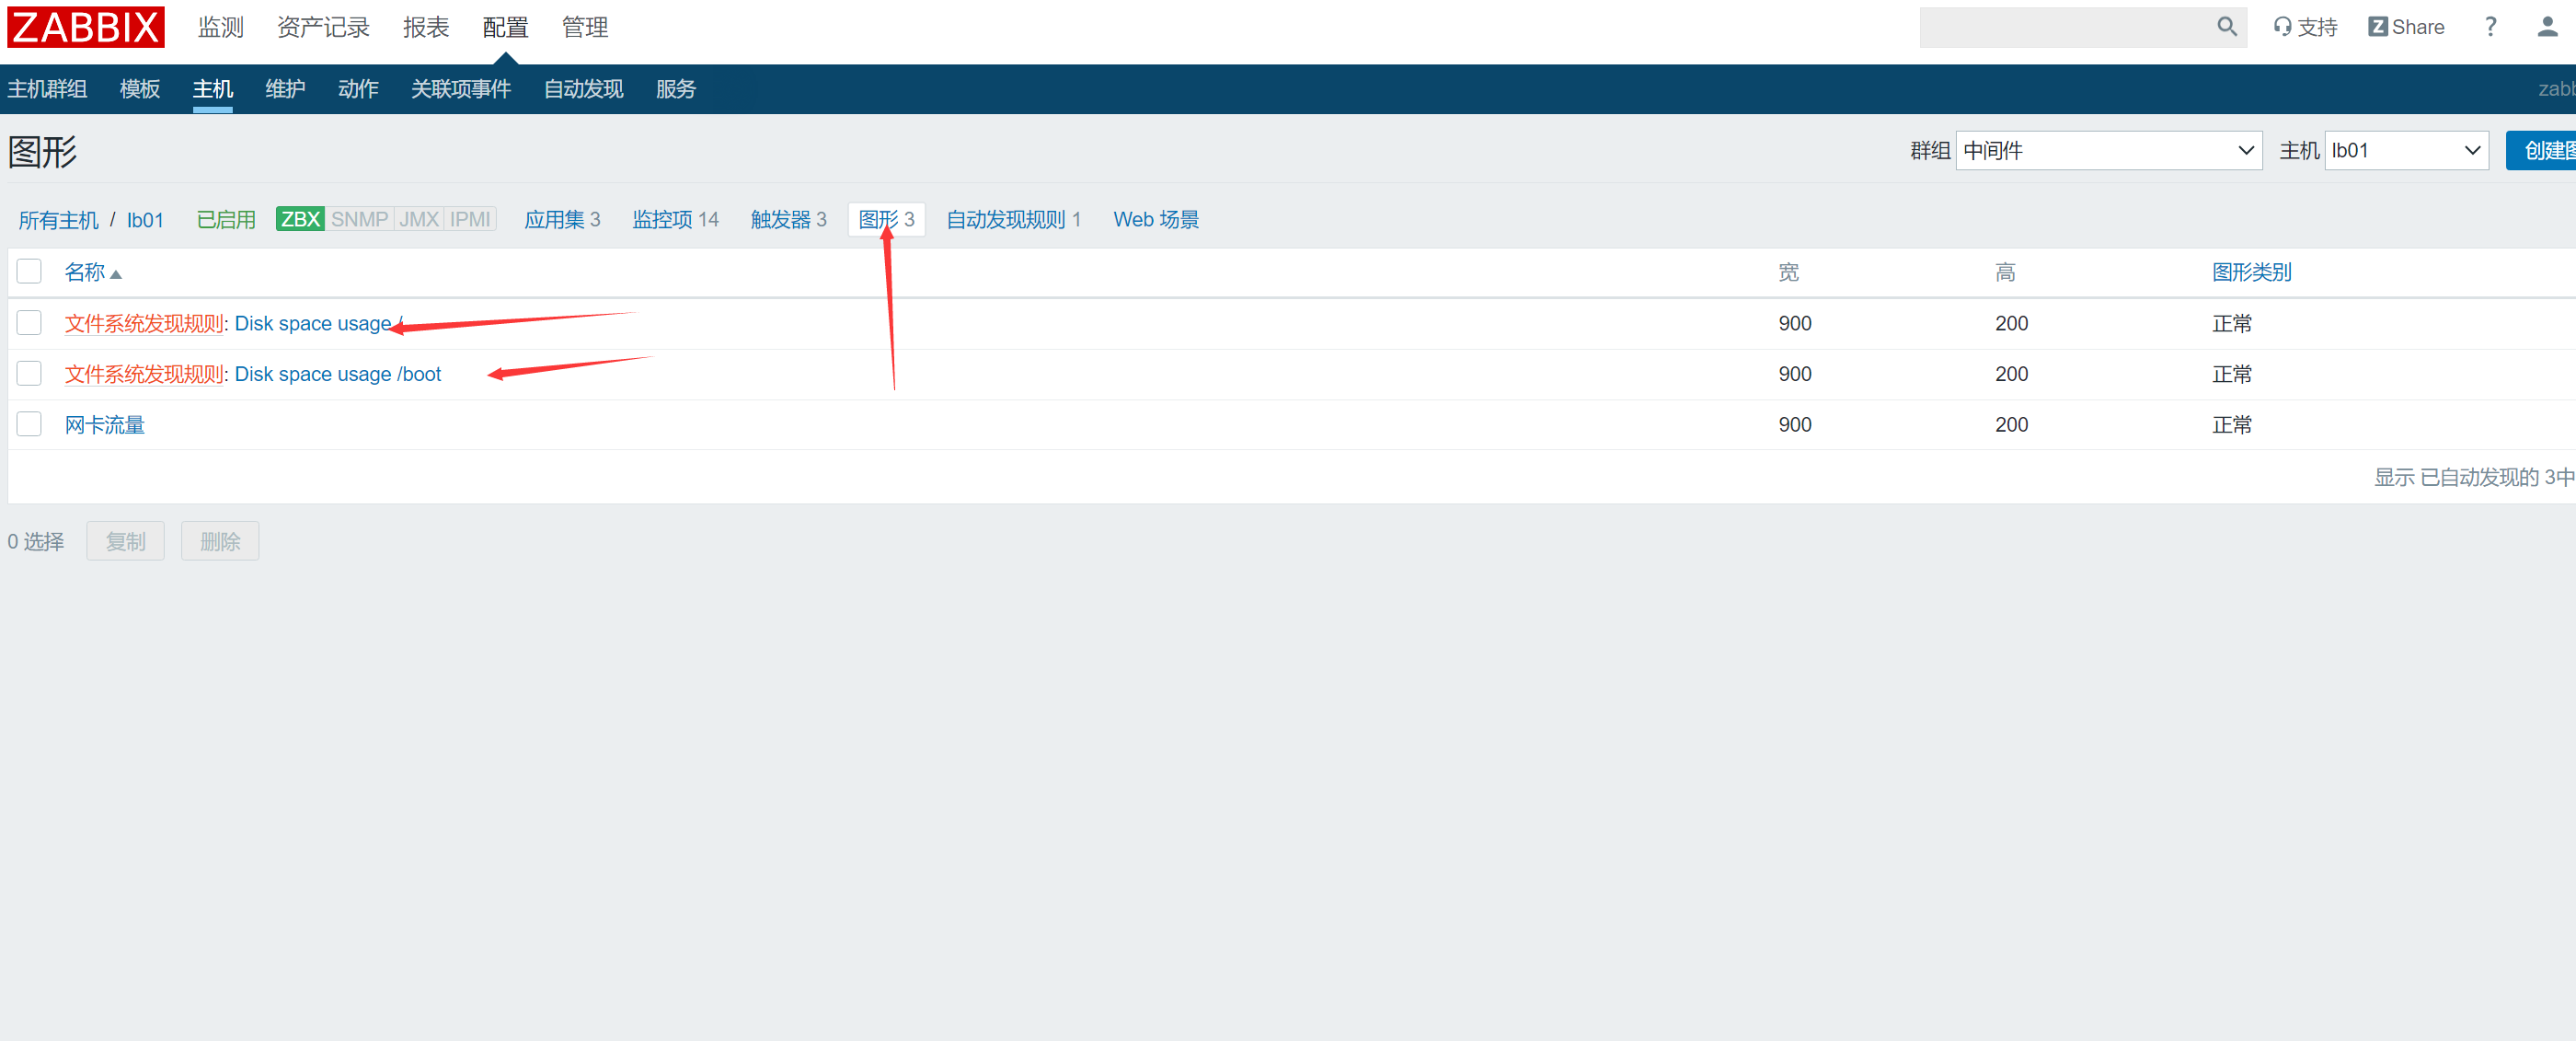 ZABBIX 监测 资产记录 报表 配置 管理 支持 Z Share ?
主机群组 模板 主机 维护 动作 关联项事件 自动发现 服务 zabb
图形 群组 中间件 主机 lb01 创建图
所有主机 / lb01 已启用 ZBX SNMP JMX IPMI 应用集 3 监控项 14 触发器 3 图形 3 自动发现规则 1 Web 场景
名称 宽 高 图形类别
文件系统发现规则: Disk space usage / 900 200 正常
文件系统发现规则: Disk space usage /boot 900 200 正常
网卡流量 900 200 正常
显示 已自动发现的 3中
0 选择 复制 删除